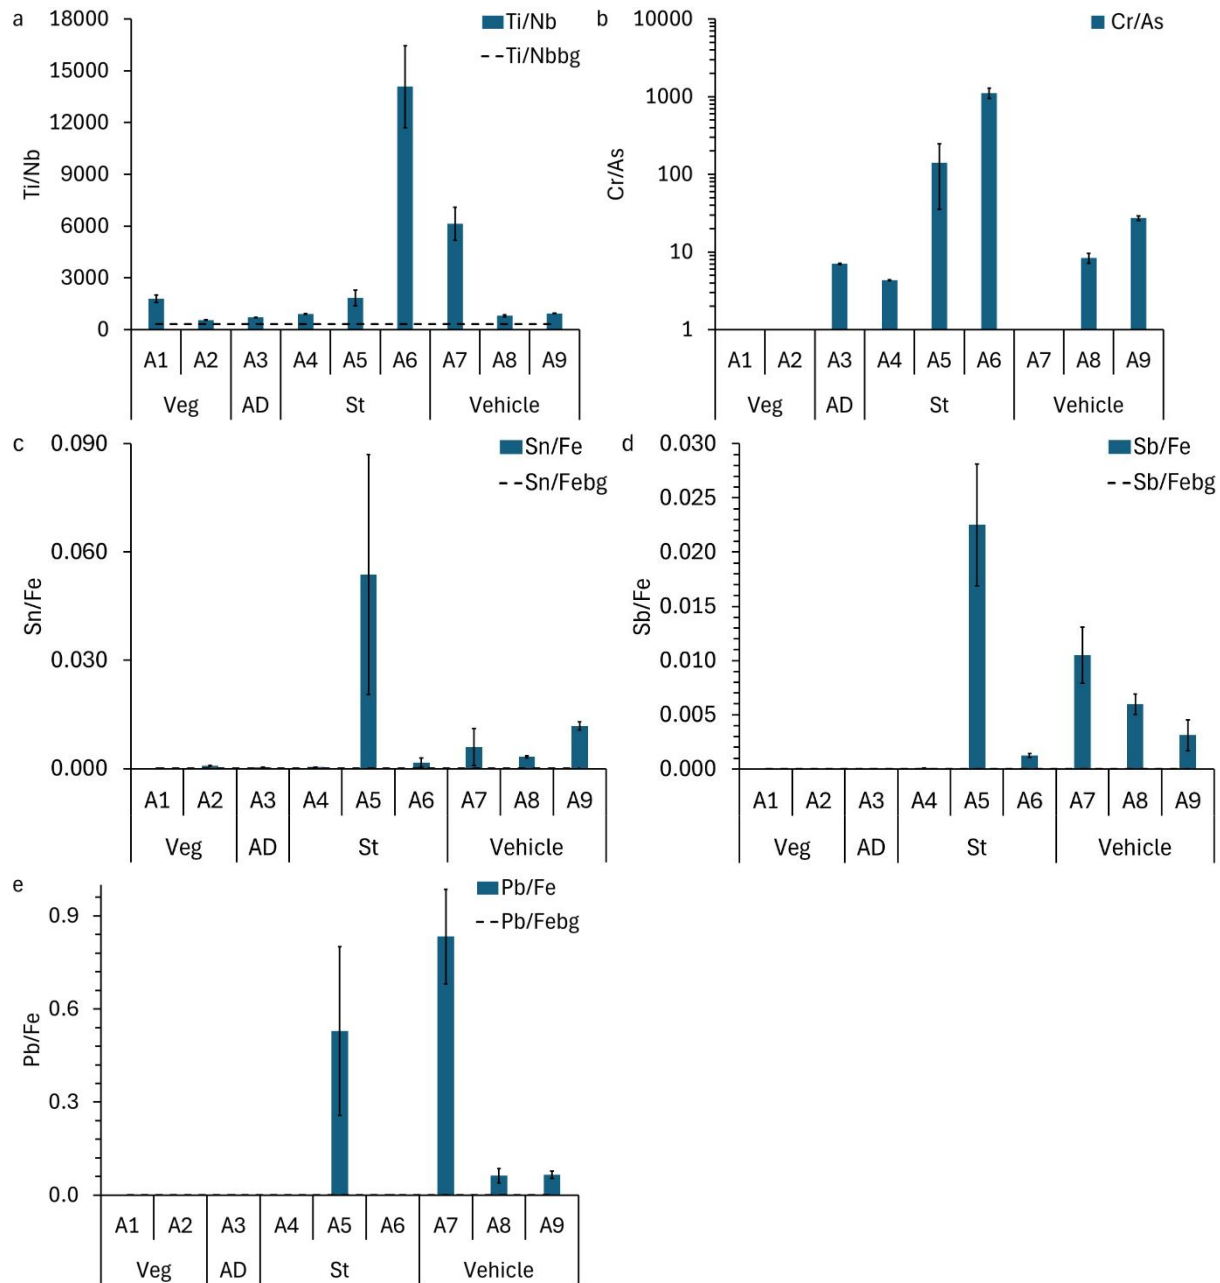 a
18000
15000
12000
9000
6000
3000
0
Ti/Nb
Ti/Nb
Ti/Nbbg
A1 A2 A3 A4 A5 A6 A7 A8 A9
Veg AD St Vehicle
b
10000
1000
100
10
1
Cr/As
Cr/As
A1 A2 A3 A4 A5 A6 A7 A8 A9
Veg AD St Vehicle
c
0.090
0.060
0.030
0.000
Sn/Fe
Sn/Fe
Sn/Febg
A1 A2 A3 A4 A5 A6 A7 A8 A9
Veg AD St Vehicle
d
0.030
0.025
0.020
0.015
0.010
0.005
0.000
Sb/Fe
Sb/Fe
Sb/Febg
A1 A2 A3 A4 A5 A6 A7 A8 A9
Veg AD St Vehicle
e
0.9
0.6
0.3
0.0
Pb/Fe
Pb/Fe
Pb/Febg
A1 A2 A3 A4 A5 A6 A7 A8 A9
Veg AD St Vehicle